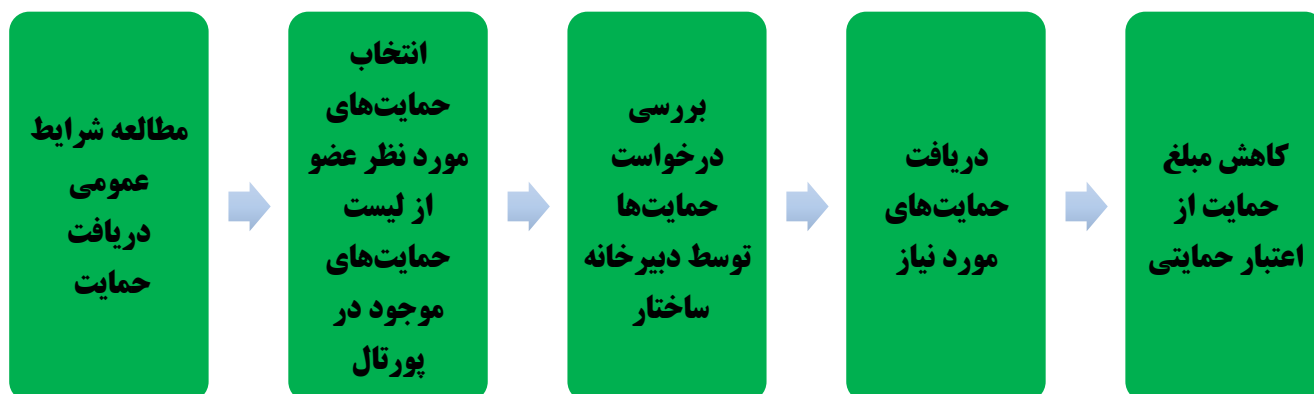 مطالعه شرایط
عمومی
دریافت
حمایت
انتخاب
حمایت‌های
مورد نظر عضو
از لیست
حمایت‌های
موجود در
پورتال
بررسی
درخواست
حمایت‌ها
توسط دبیرخانه
ساختار
دریافت
حمایت‌های
مورد نیاز
کاهش مبلغ
حمایت از
اعتبار حمایتی